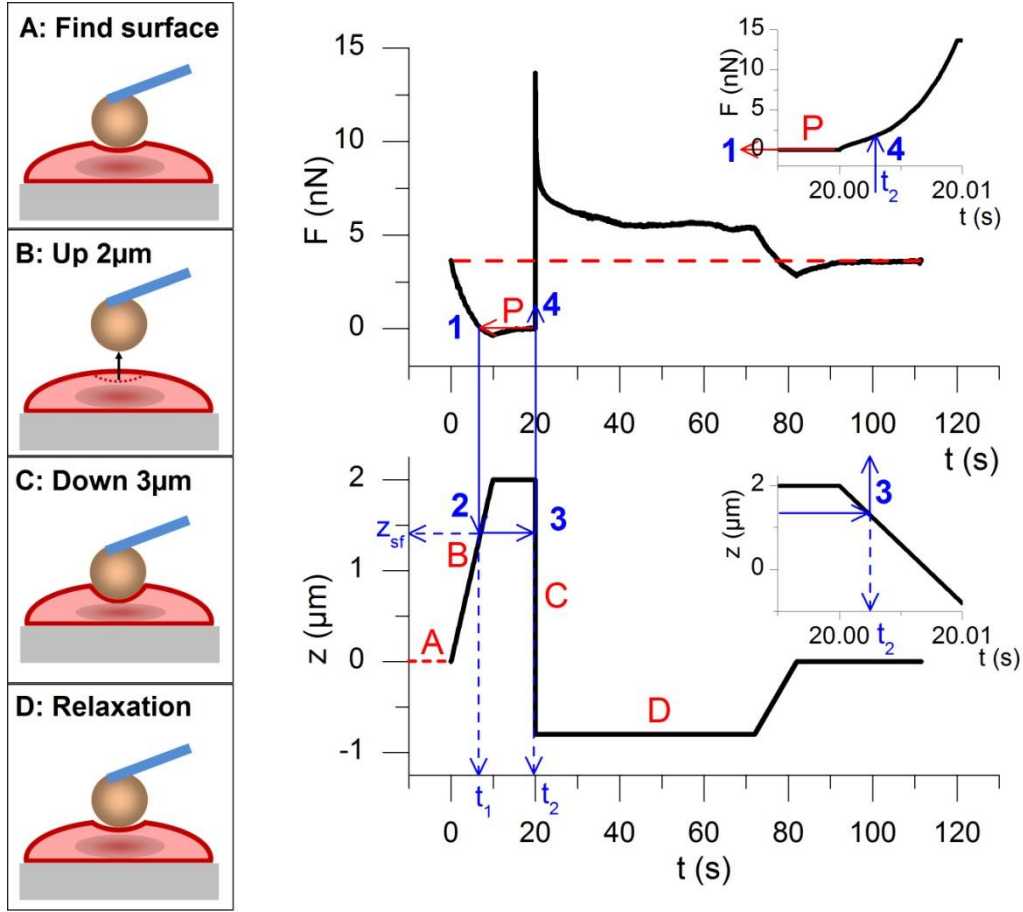 A: Find surface
B: Up 2µm
C: Down 3µm
D: Relaxation
15
10
5
0
F (nN)
1
P
4
0
20
40
60
80
100
120
t (s)
15
10
5
0
F (nN)
1
P
4
t2
20.00
20.01
t (s)
2
1
0
-1
z (µm)
zsf
2
3
A
B
C
D
t1
t2
0
20
40
60
80
100
120
t (s)
2
0
z (µm)
3
20.00
t2
20.01
t (s)